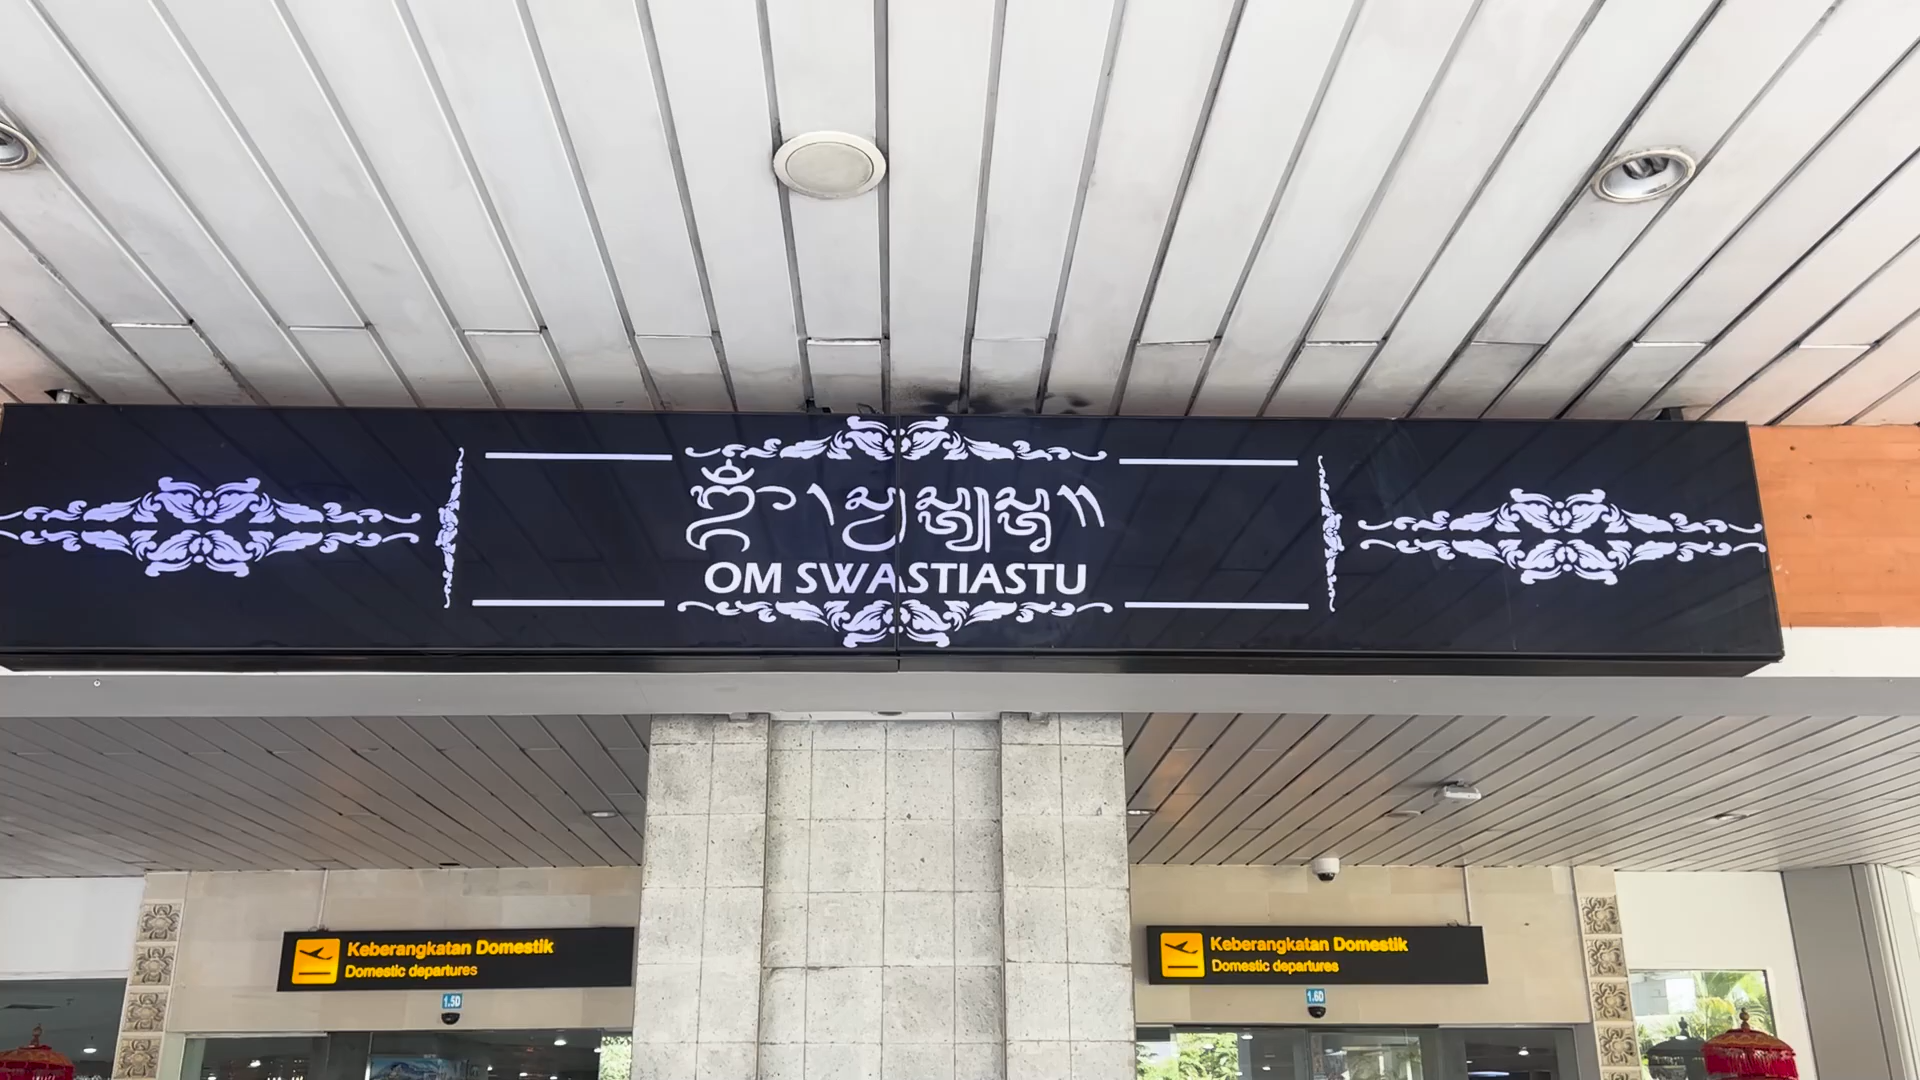 OM SWASTIASTU
Keberangkatan Domestik
Domestic departures
1.5D
Keberangkatan Domestik
Domestic departures
1.6D